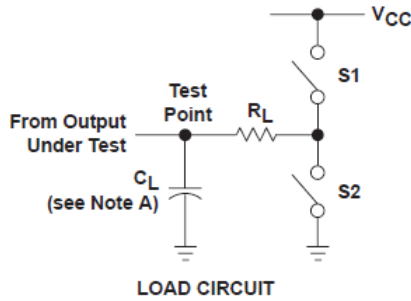 VCC
S1
Test
Point
RL
From Output
Under Test
CL
(see Note A)
S2
LOAD CIRCUIT